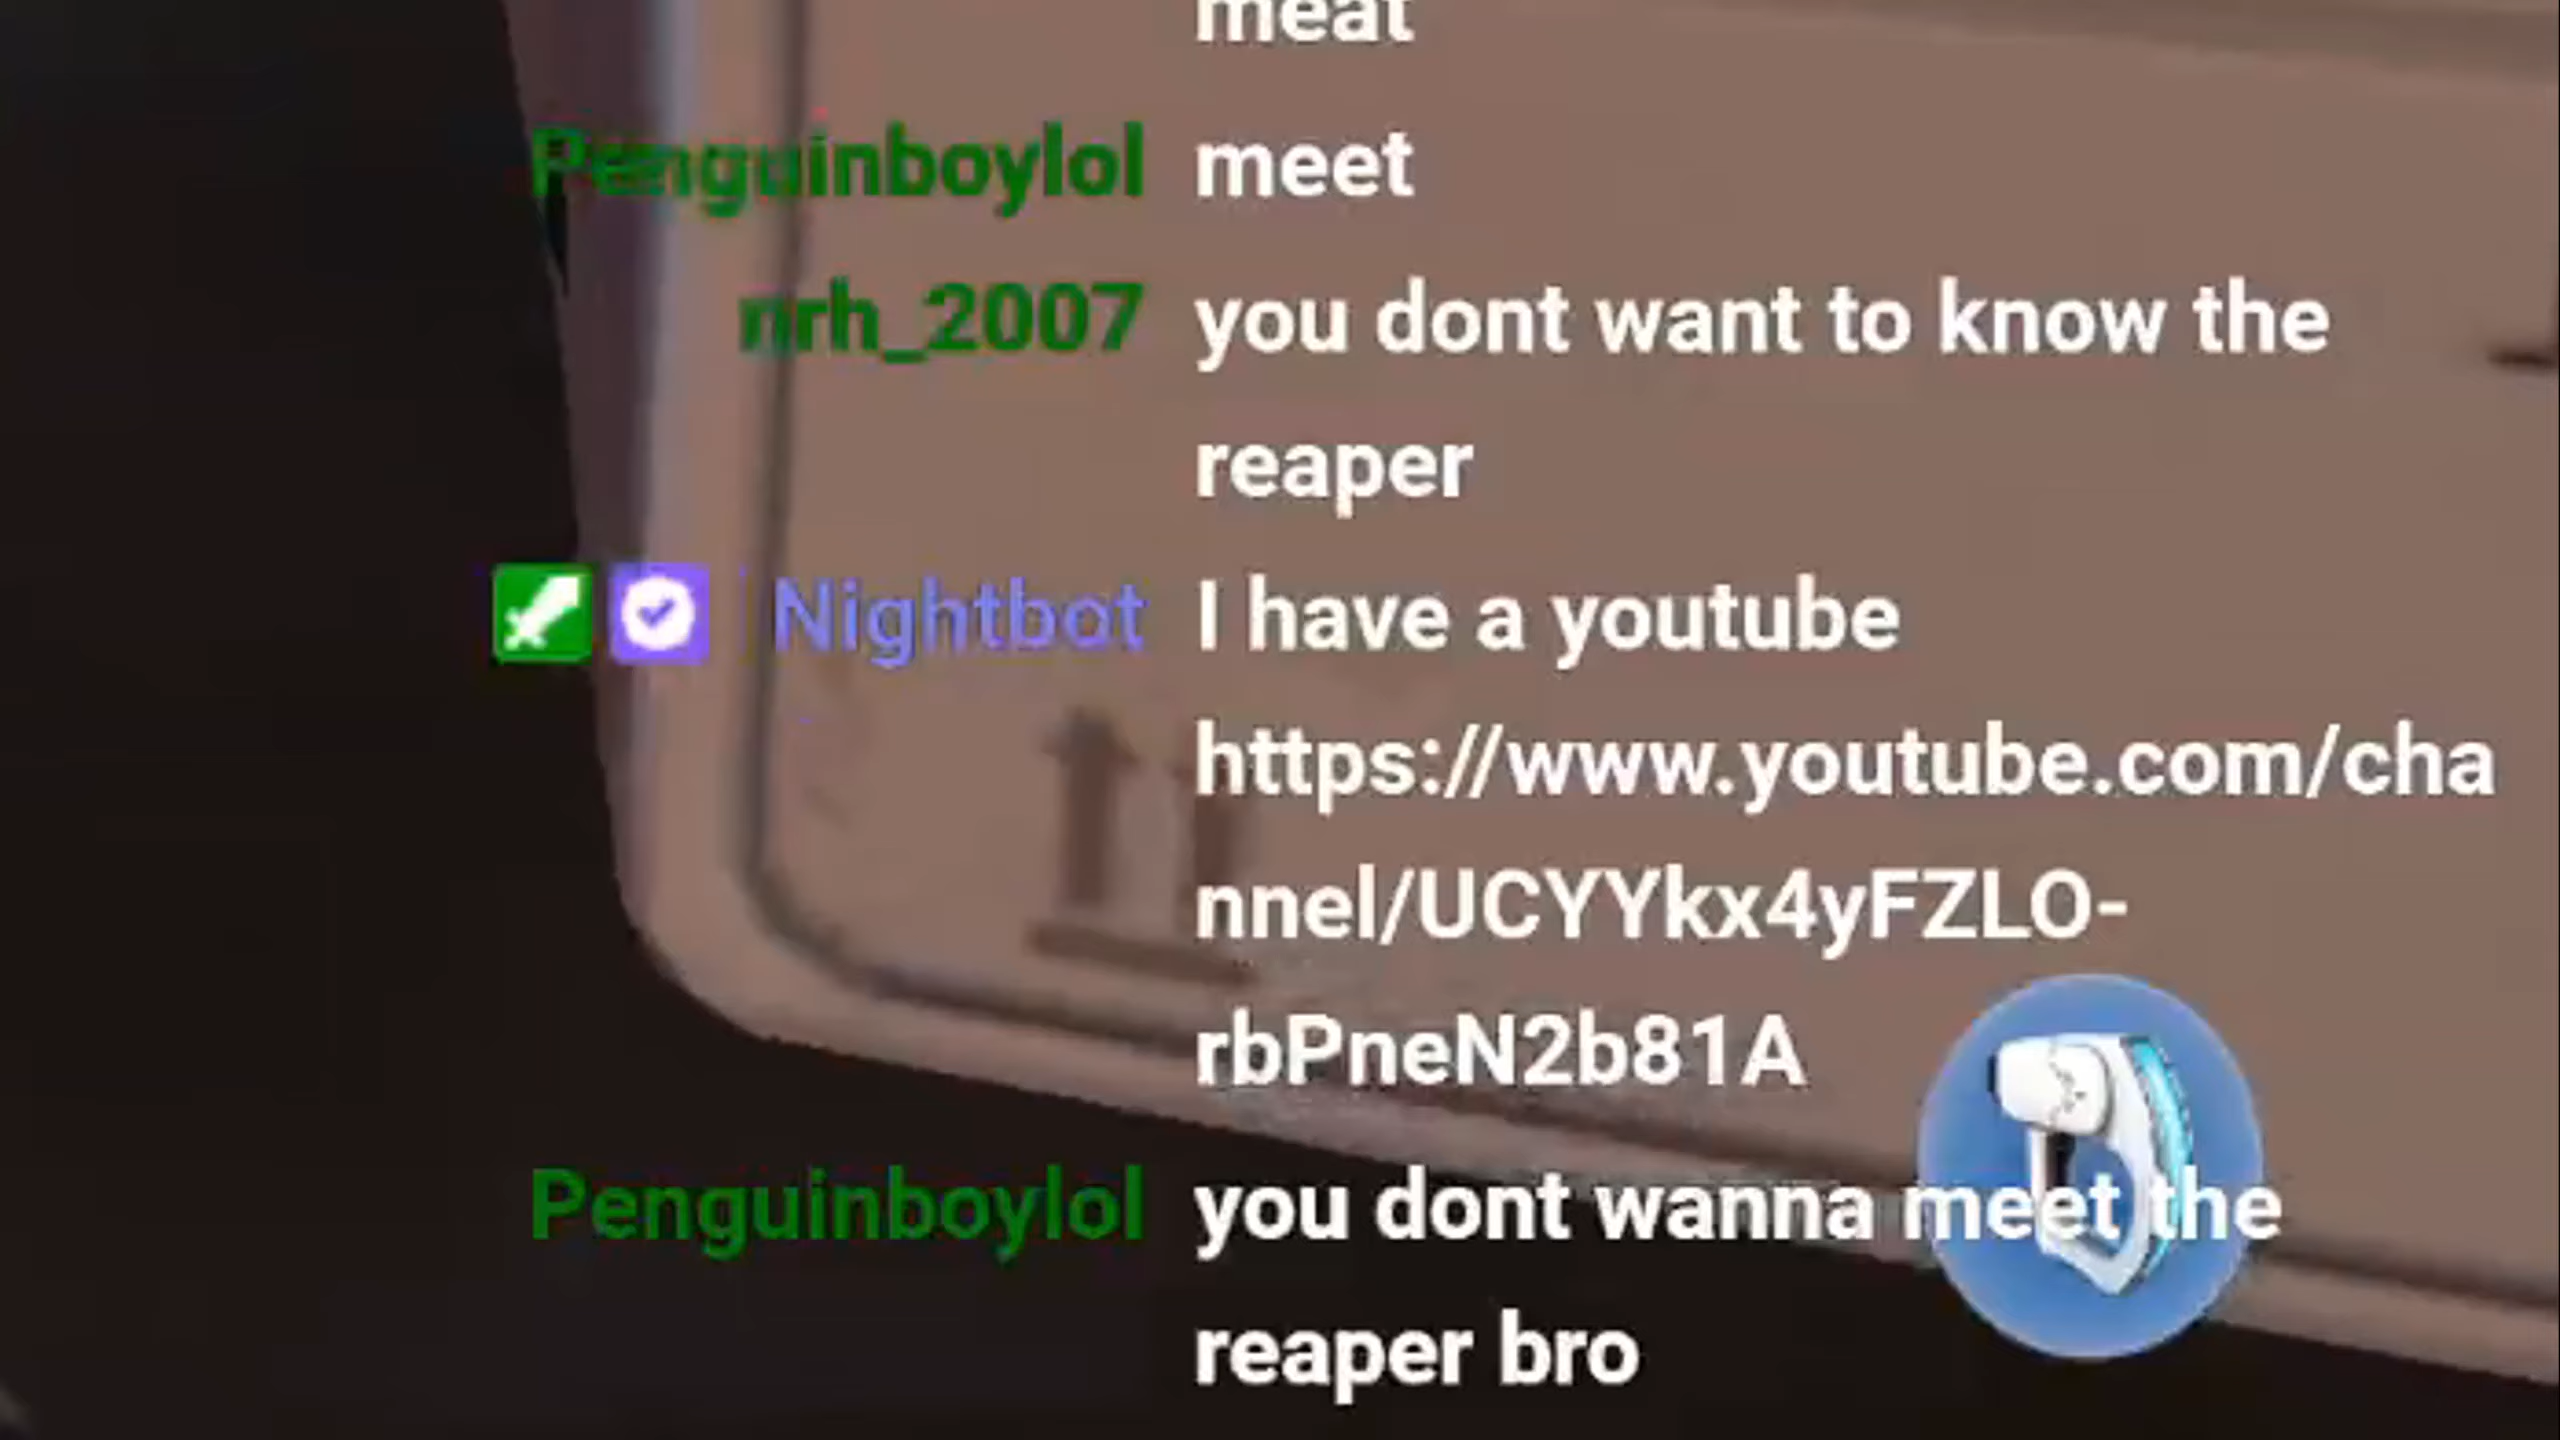 meat
Penguinboylol meet
nrh_2007 you dont want to know the
reaper
Nightbot I have a youtube
https://www.youtube.com/cha
nnel/UCYYkx4yFZLO-
rbPneN2b81A
Penguinboylol you dont wanna meet the
reaper bro